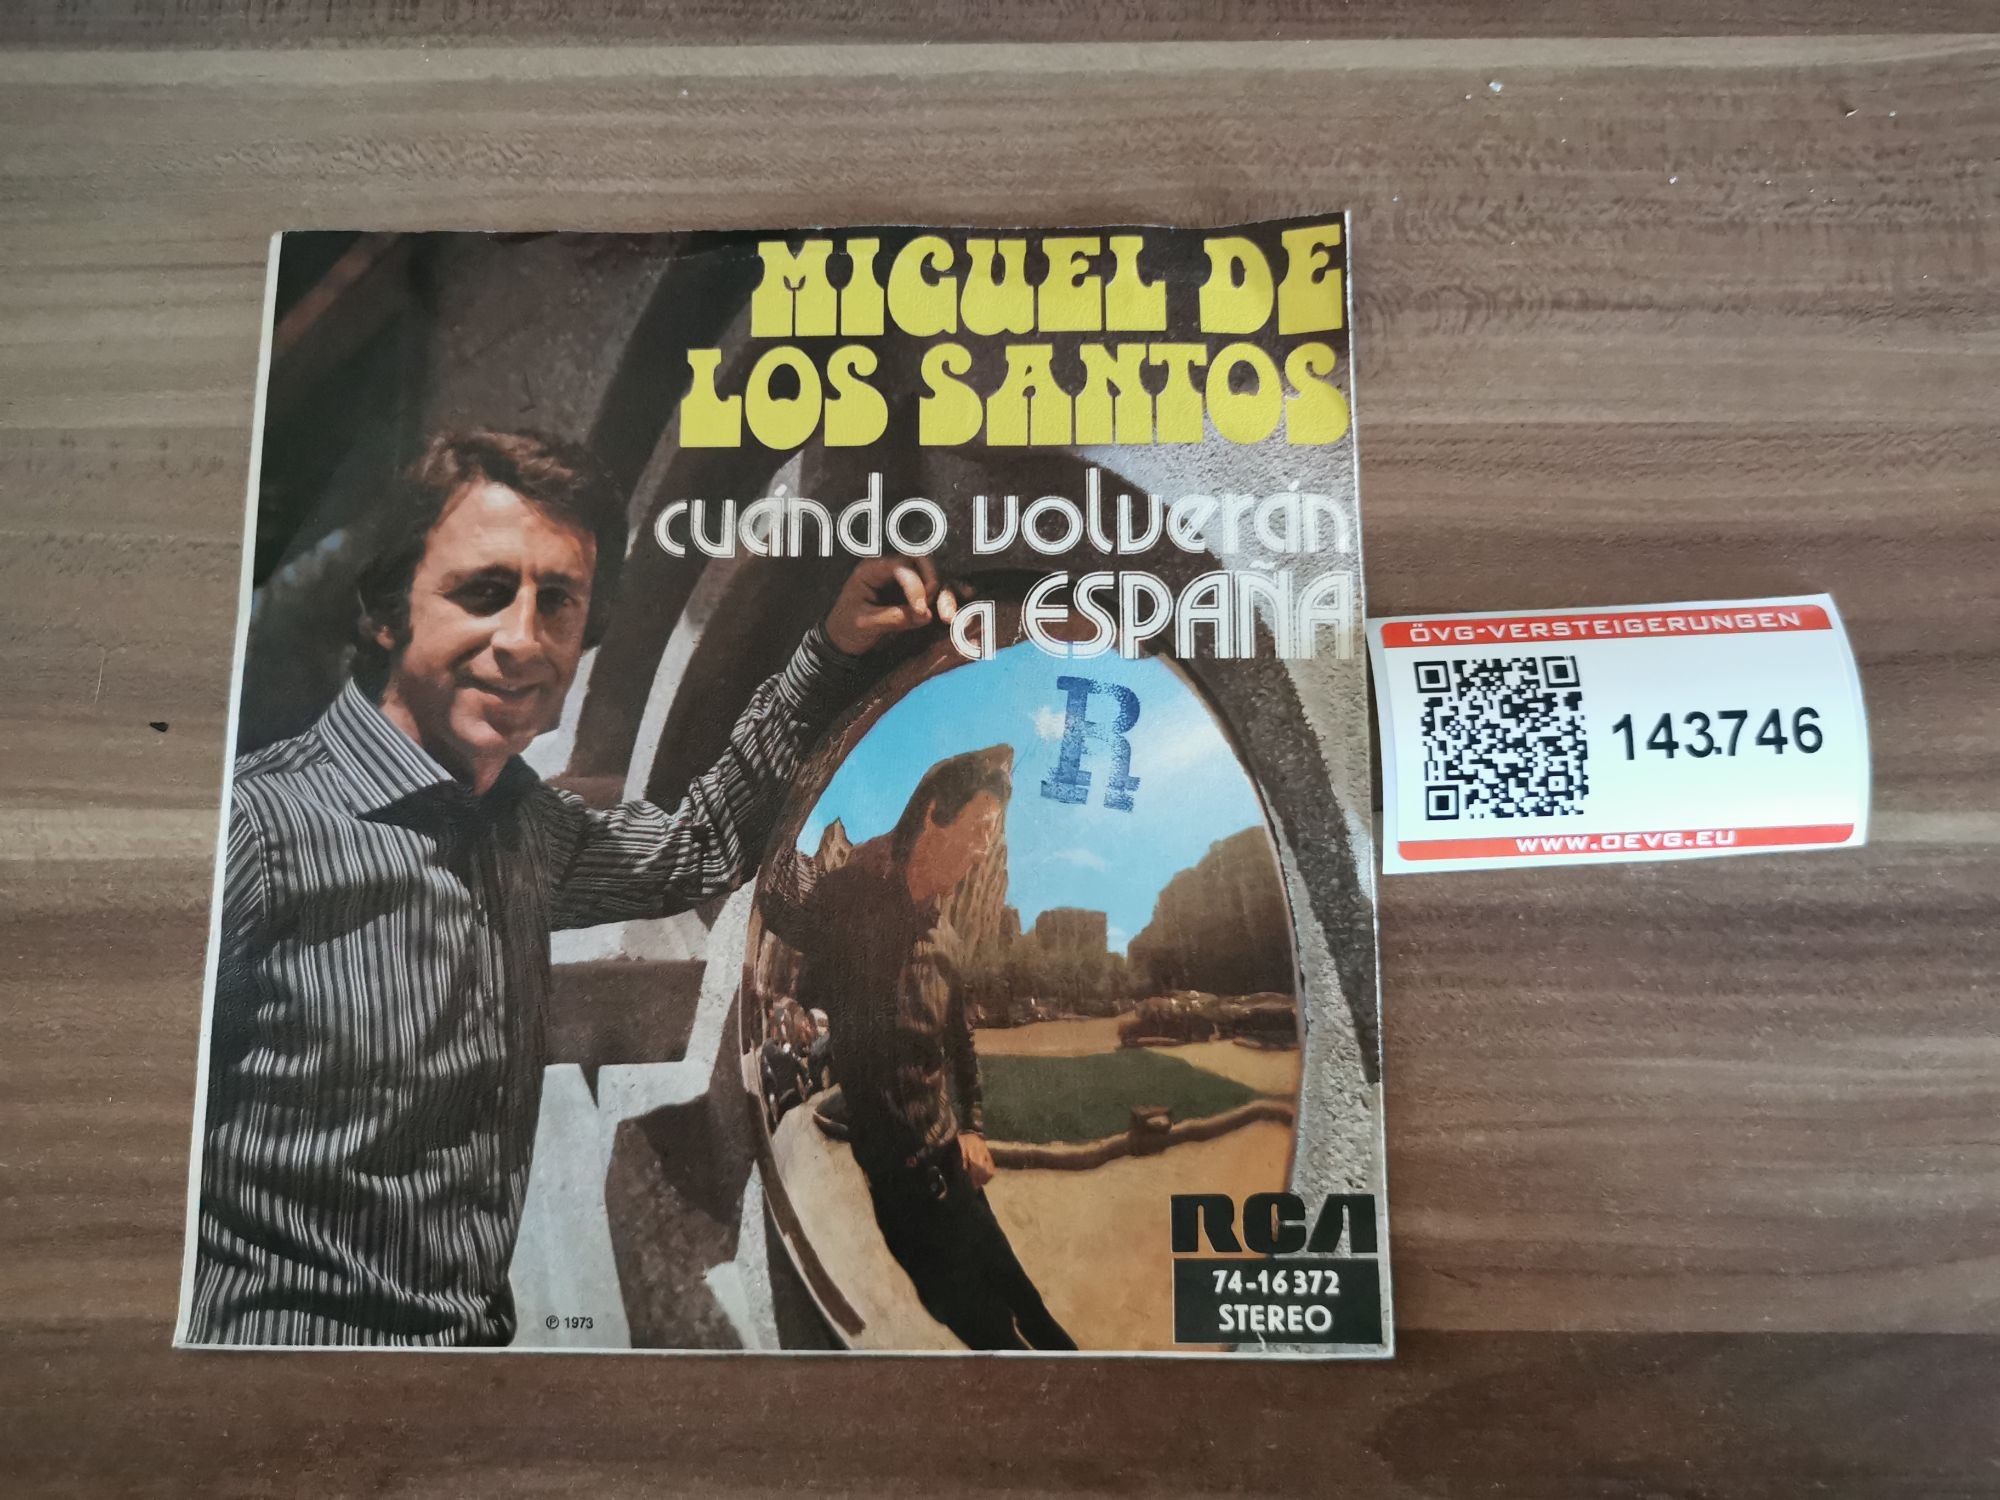 MIGUEL DE
LOS SANTOS
cuándo volverán
a ESPAÑA
R
RCA
74-16372
STEREO
℗ 1973
ÖVG-VERSTEIGERUNGEN
143.746
WWW.OEVG.EU